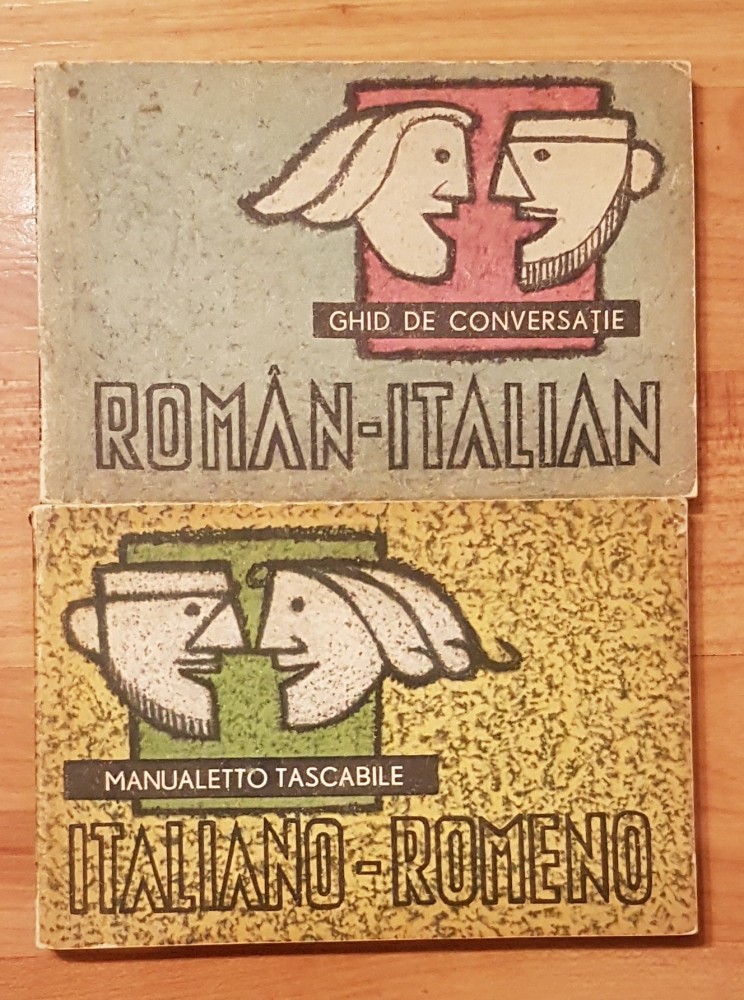 GHID DE CONVERSAȚIE
ROMÂN-ITALIAN
MANUALETTO TASCABILE
ITALIANO-ROMENO